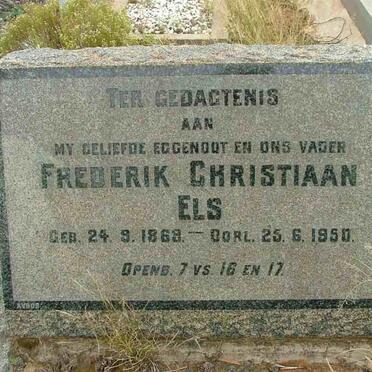 TER GEDAGTENIS
AAN
MY GELIEFDE EGGENOOT EN ONS VADER
FREDERIK CHRISTIAAN
ELS
GEB. 24. 9. 1869. — OORL. 25. 6. 1950.
OPENB. 7 VS. 16 EN 17.